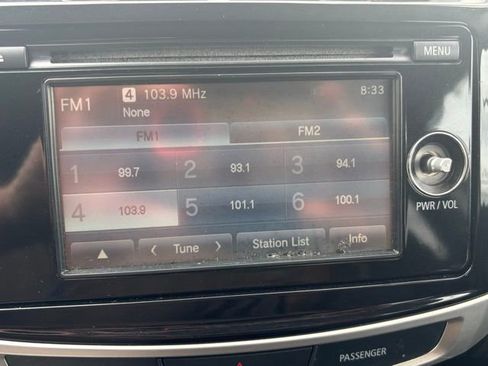 MENU
4 103.9 MHz 8:33
FM1
None
FM1 FM2
1 99.7 2 93.1 3 94.1
4 103.9 5 101.1 6 100.1
▲ < Tune > Station List Info
PWR / VOL
PASSENGER